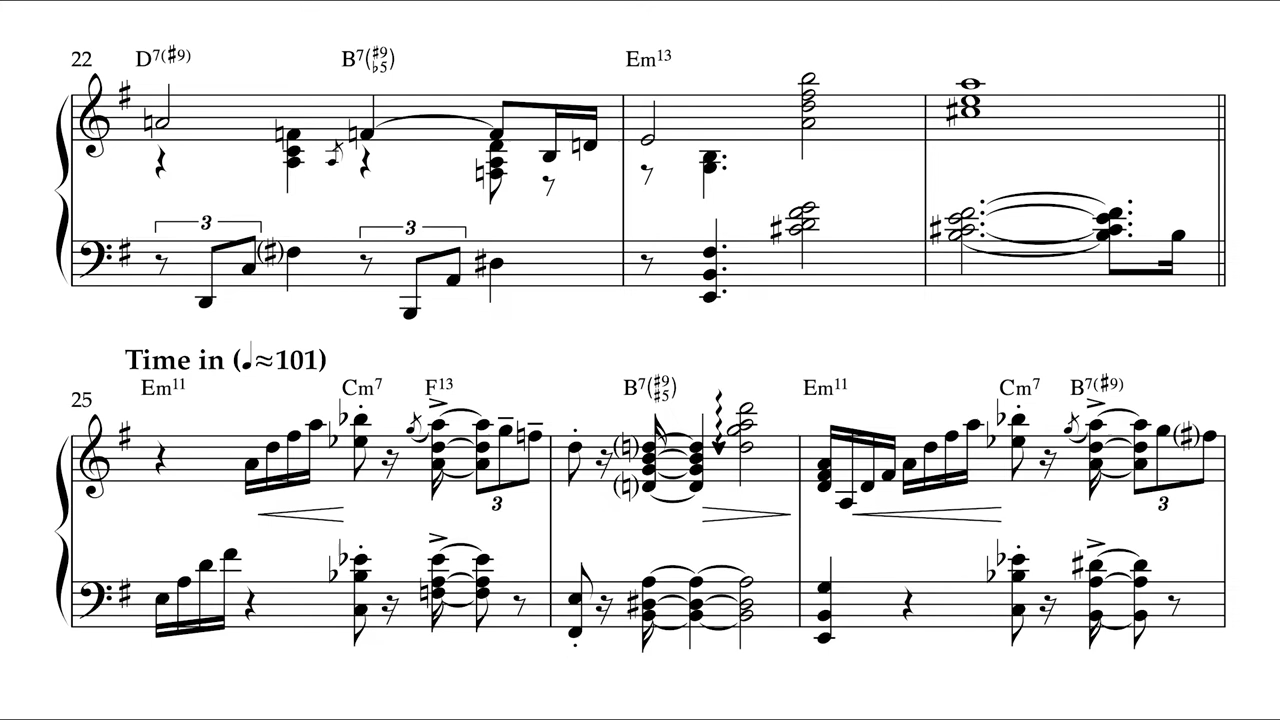 22 D7(♯9) B7(♯9♭5) Em13
3 3
Time in (♩≈101)
25 Em11 Cm7 F13 B7(♯9♯5) Em11 Cm7 B7(♯9)
3 3